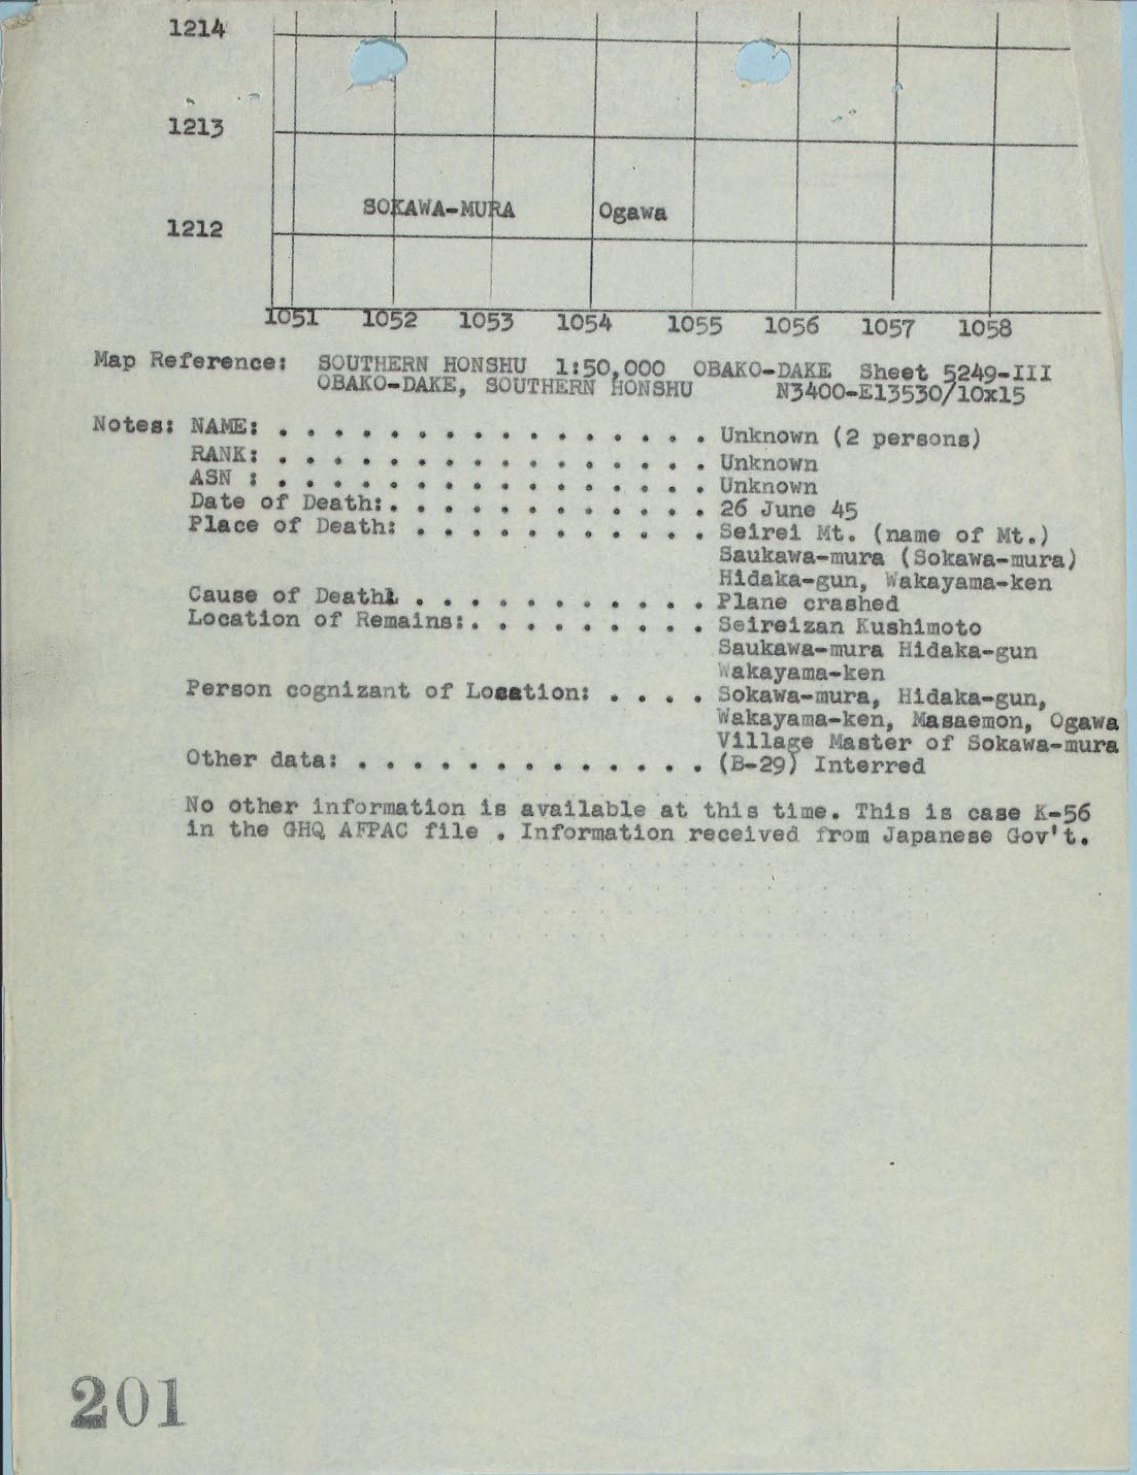 1214
1213
SOKAWA-MURA Ogawa
1212
1051 1052 1053 1054 1055 1056 1057 1058
Map Reference: SOUTHERN HONSHU 1:50,000 OBAKO-DAKE Sheet 5249-III
OBAKO-DAKE, SOUTHERN HONSHU N3400-E13530/10x15
Notes: NAME: . . . . . . . . . . . . . . . . Unknown (2 persons)
RANK: . . . . . . . . . . . . . . . . Unknown
ASN : . . . . . . . . . . . . . . . . Unknown
Date of Death: . . . . . . . . . . . . 26 June 45
Place of Death: . . . . . . . . . . . Seirei Mt. (name of Mt.)
Saukawa-mura (Sokawa-mura)
Hidaka-gun, Wakayama-ken
Cause of Death: . . . . . . . . . . . Plane crashed
Location of Remains: . . . . . . . . . Seireizan Kushimoto
Saukawa-mura Hidaka-gun
Wakayama-ken
Person cognizant of Location: . . . . Sokawa-mura, Hidaka-gun,
Wakayama-ken, Masaemon, Ogawa
Village Master of Sokawa-mura
Other data: . . . . . . . . . . . . . (B-29) Interred
No other information is available at this time. This is case K-56
in the GHQ AFPAC file . Information received from Japanese Gov't.
201